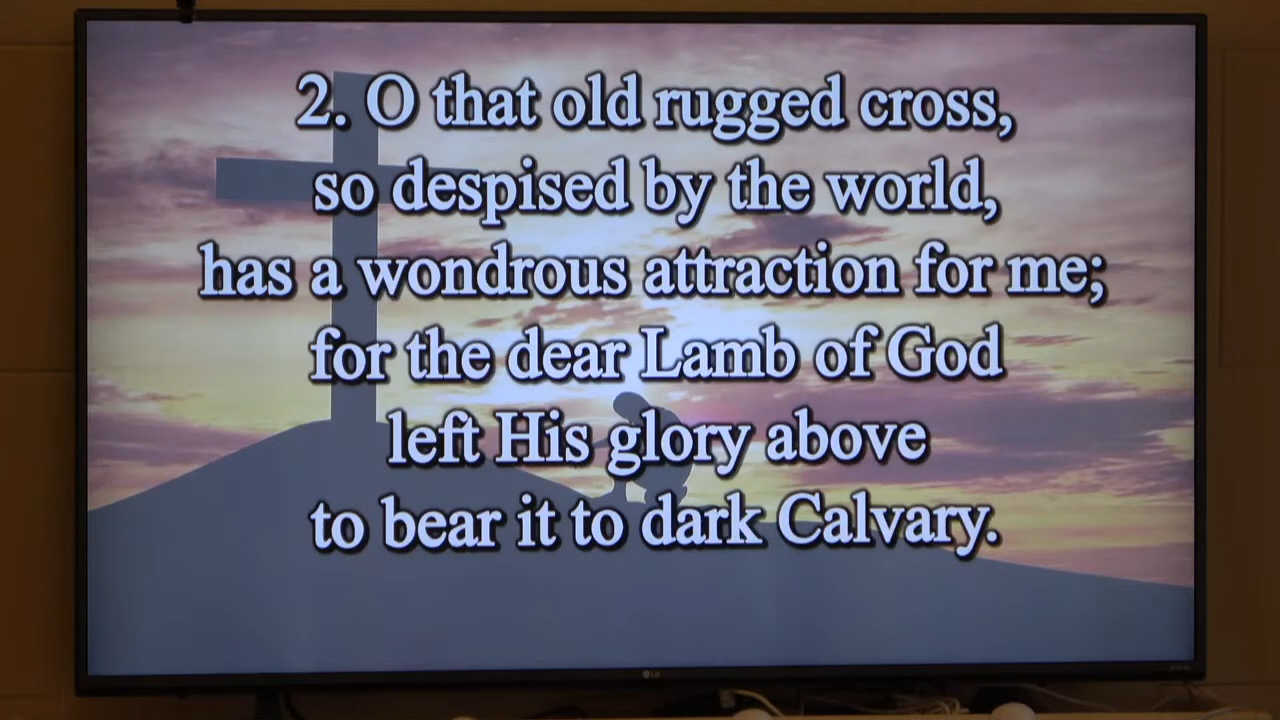 2. O that old rugged cross,
so despised by the world,
has a wondrous attraction for me;
for the dear Lamb of God
left His glory above
to bear it to dark Calvary.
LG